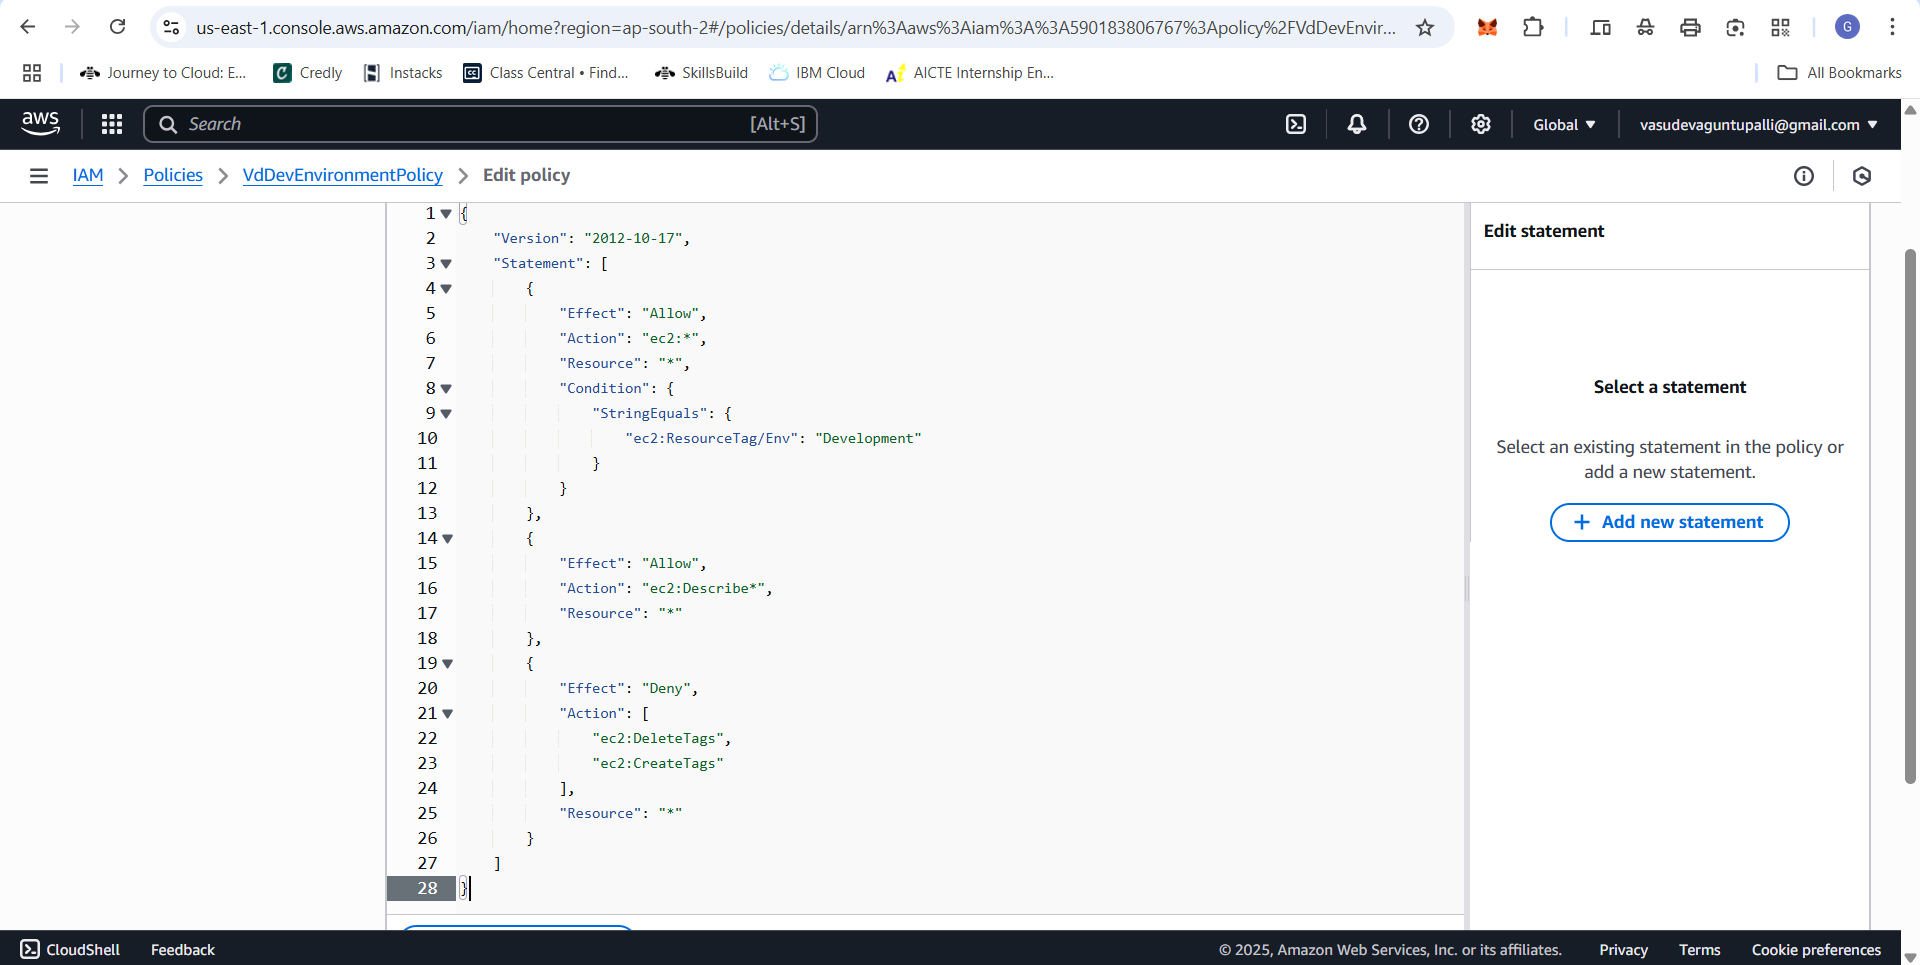 us-east-1.console.aws.amazon.com/iam/home?region=ap-south-2#/policies/details/arn%3Aaws%3Aiam%3A%3A590183806767%3Apolicy%2FVdDevEnvir...
G
Journey to Cloud: E...
Credly
Instacks
CC
Class Central • Find...
SkillsBuild
IBM Cloud
AICTE Internship En...
All Bookmarks
aws
Search
[Alt+S]
Global
vasudevaguntupalli@gmail.com
IAM
Policies
VdDevEnvironmentPolicy
Edit policy
1 {
2 "Version": "2012-10-17",
3 "Statement": [
4 {
5 "Effect": "Allow",
6 "Action": "ec2:*",
7 "Resource": "*",
8 "Condition": {
9 "StringEquals": {
10 "ec2:ResourceTag/Env": "Development"
11 }
12 }
13 },
14 {
15 "Effect": "Allow",
16 "Action": "ec2:Describe*",
17 "Resource": "*"
18 },
19 {
20 "Effect": "Deny",
21 "Action": [
22 "ec2:DeleteTags",
23 "ec2:CreateTags"
24 ],
25 "Resource": "*"
26 }
27 ]
28 }
Edit statement
Select a statement
Select an existing statement in the policy or
add a new statement.
+ Add new statement
CloudShell
Feedback
© 2025, Amazon Web Services, Inc. or its affiliates.
Privacy
Terms
Cookie preferences